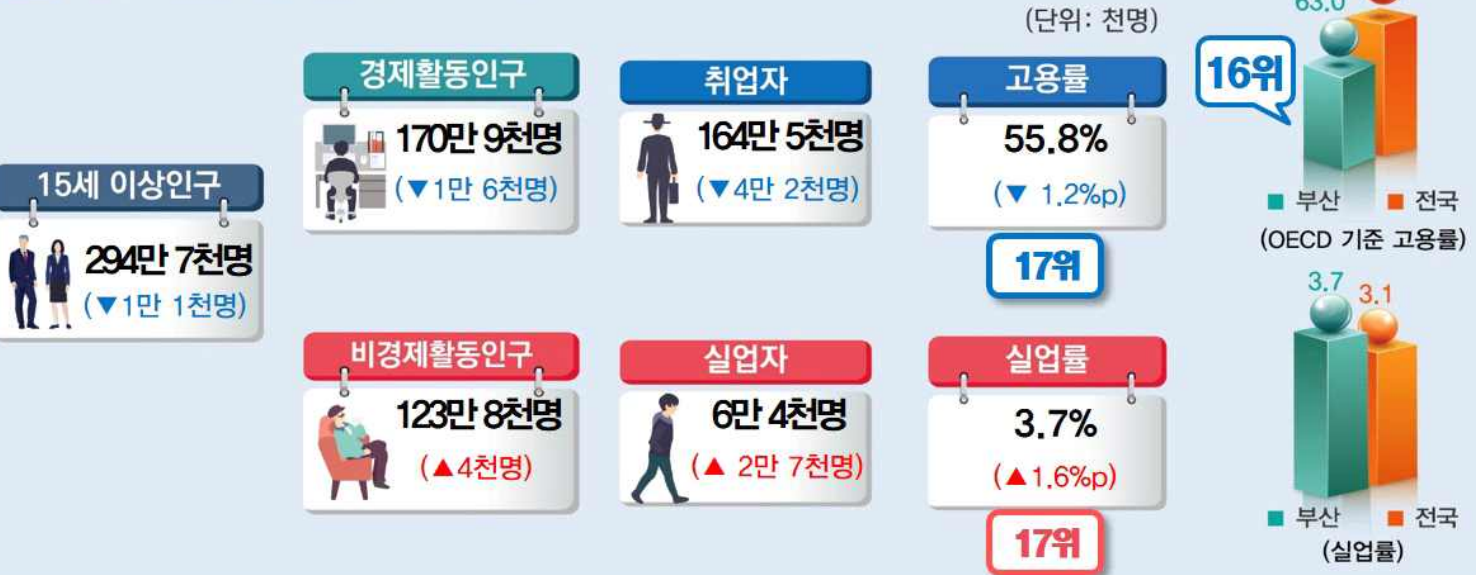 (단위: 천명)
15세 이상인구
294만 7천명
(▼1만 1천명)
경제활동인구
170만 9천명
(▼1만 6천명)
취업자
164만 5천명
(▼4만 2천명)
고용률
55.8%
(▼ 1.2%p)
17위
비경제활동인구
123만 8천명
(▲4천명)
실업자
6만 4천명
(▲ 2만 7천명)
실업률
3.7%
(▲1.6%p)
17위
63.0
16위
■ 부산 ■ 전국
(OECD 기준 고용률)
3.7 3.1
■ 부산 ■ 전국
(실업률)